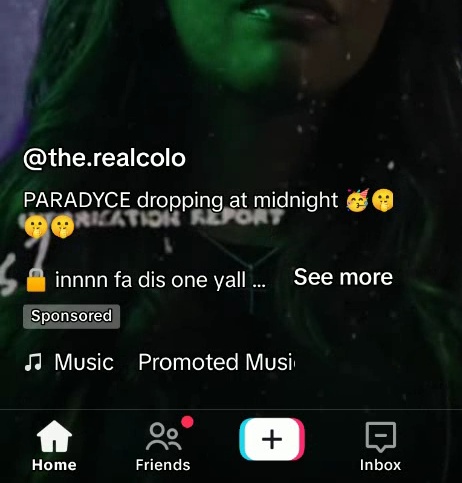 @the.realcolo
PARADYCE dropping at midnight 🥳🤫
🤫🤫
REPORT
🔒 innnn fa dis one yall ... See more
Sponsored
Music Promoted Musi
Home Friends Inbox